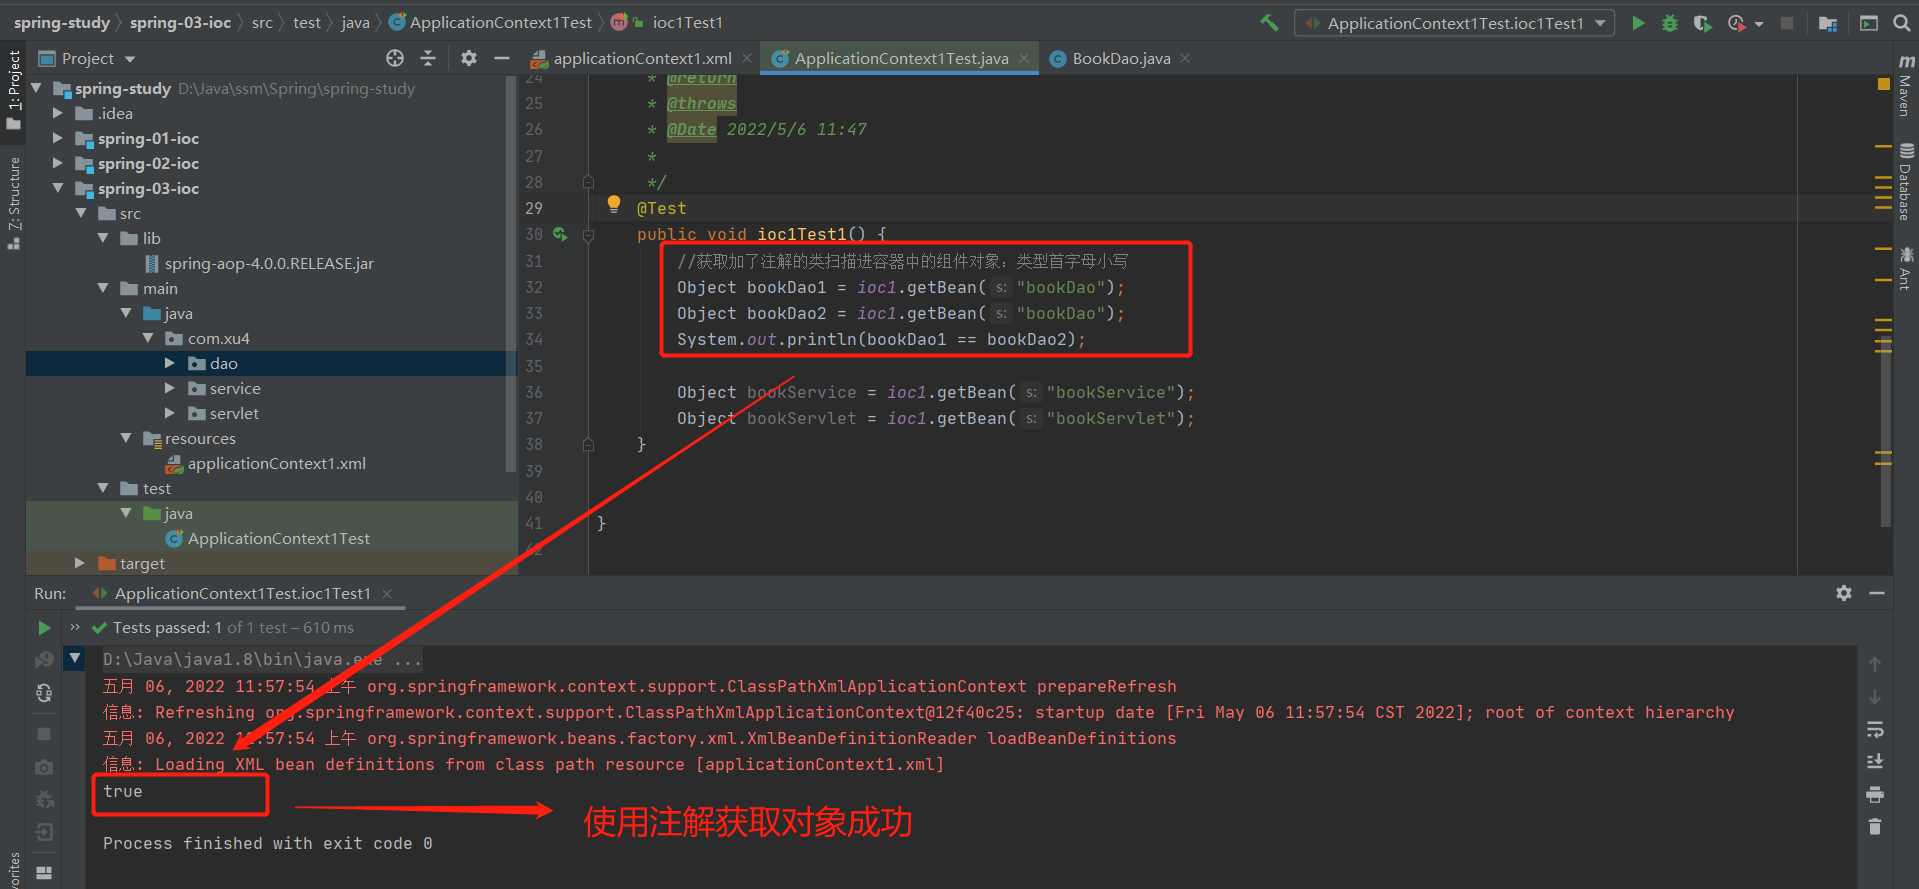 spring-study spring-03-ioc src test java ApplicationContext1Test ioc1Test1
ApplicationContext1Test.ioc1Test1
Project
applicationContext1.xml
ApplicationContext1Test.java
BookDao.java
1: Project
7: Structure
spring-study D:\Java\ssm\Spring\spring-study
.idea
spring-01-ioc
spring-02-ioc
spring-03-ioc
src
lib
spring-aop-4.0.0.RELEASE.jar
main
java
com.xu4
dao
service
servlet
resources
applicationContext1.xml
test
java
ApplicationContext1Test
target
24 * @return
25 * @throws
26 * @Date 2022/5/6 11:47
27 *
28 */
29 @Test
30 public void ioc1Test1() {
31 //获取加了注解的类扫描进容器中的组件对象：类型首字母小写
32 Object bookDao1 = ioc1.getBean( s: "bookDao");
33 Object bookDao2 = ioc1.getBean( s: "bookDao");
34 System.out.println(bookDao1 == bookDao2);
35
36 Object bookService = ioc1.getBean( s: "bookService");
37 Object bookServlet = ioc1.getBean( s: "bookServlet");
38 }
39
40
41 }
42
Maven
Database
Ant
Run: ApplicationContext1Test.ioc1Test1
Tests passed: 1 of 1 test – 610 ms
D:\Java\java1.8\bin\java.exe ...
五月 06, 2022 11:57:54 上午 org.springframework.context.support.ClassPathXmlApplicationContext prepareRefresh
信息: Refreshing org.springframework.context.support.ClassPathXmlApplicationContext@12f40c25: startup date [Fri May 06 11:57:54 CST 2022]; root of context hierarchy
五月 06, 2022 11:57:54 上午 org.springframework.beans.factory.xml.XmlBeanDefinitionReader loadBeanDefinitions
信息: Loading XML bean definitions from class path resource [applicationContext1.xml]
true
使用注解获取对象成功
Process finished with exit code 0